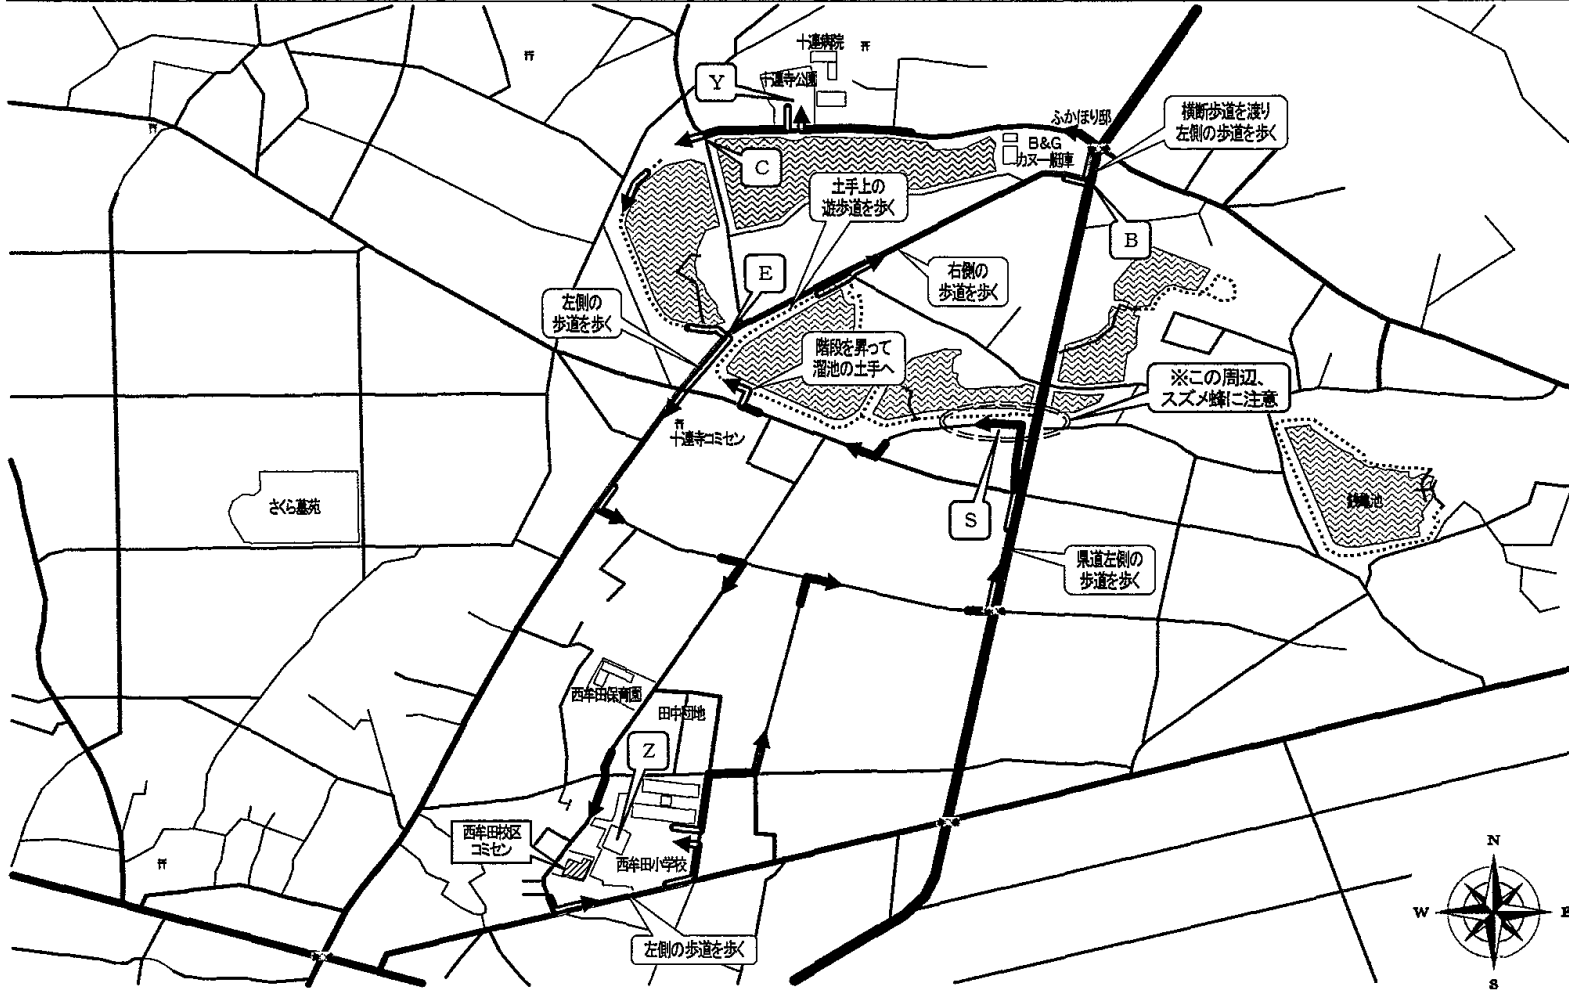 十連病院
Y
十連寺公園
ふかほり邸
横断歩道を渡り
左側の歩道を歩く
B&G
カヌー艇庫
C
土手上の
遊歩道を歩く
B
E
右側の
歩道を歩く
左側の
歩道を歩く
階段を昇って
溜池の土手へ
※この周辺、
スズメ蜂に注意
十連寺コミセン
さくら墓苑
S
県道左側の
歩道を歩く
西牟田保育園
田中団地
Z
西牟田校区
コミセン
西牟田小学校
左側の歩道を歩く
N
W
E
S